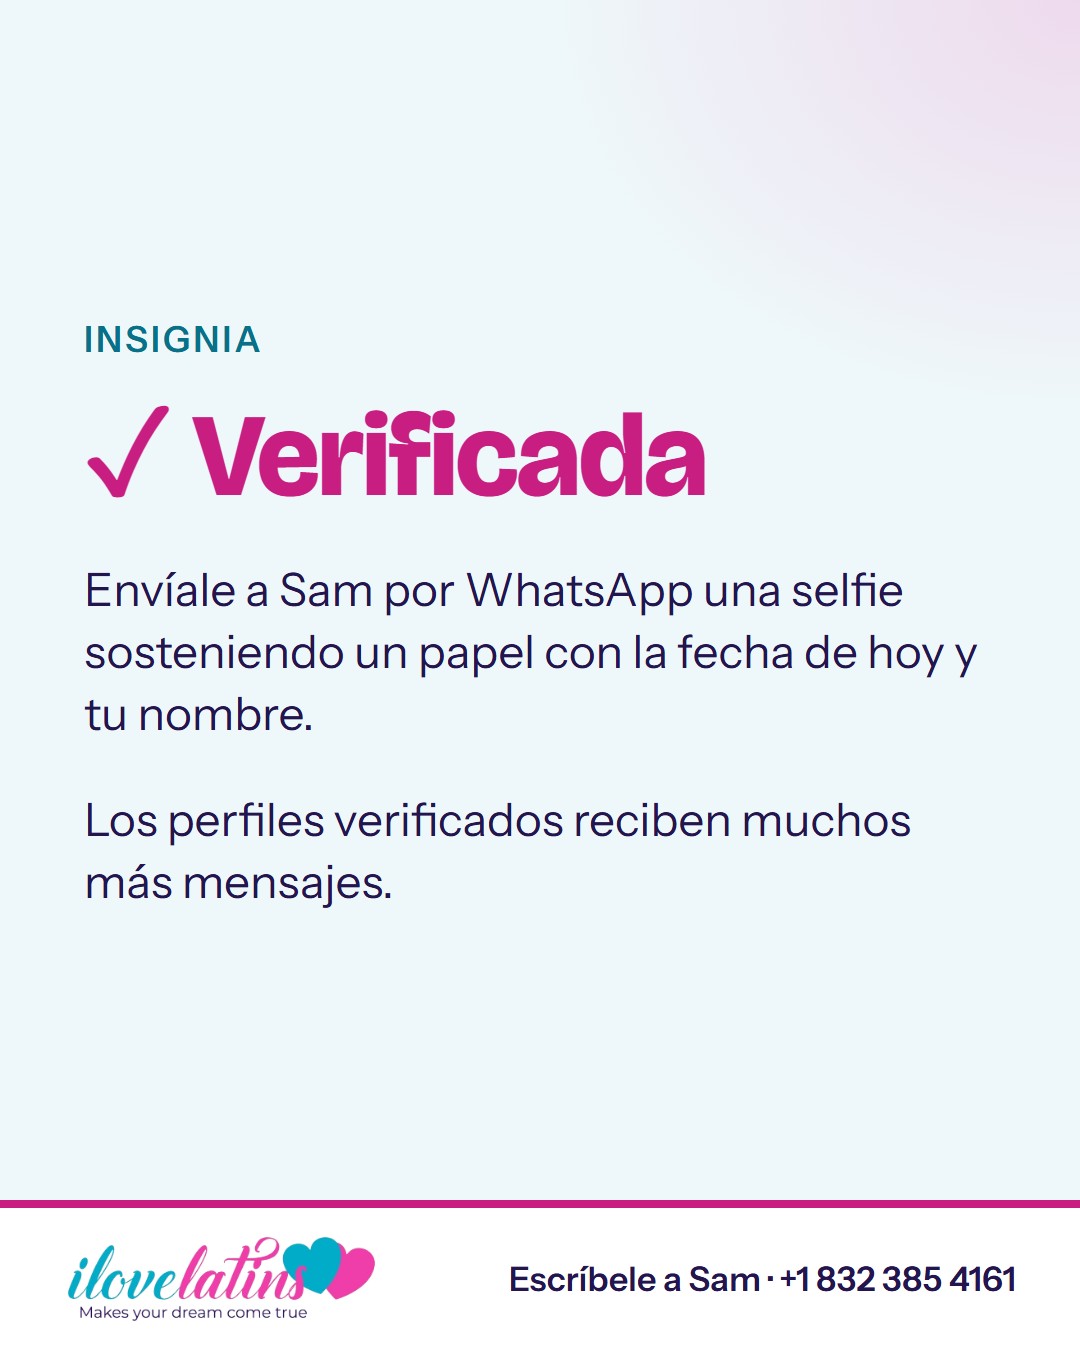 INSIGNIA
✓ Verificada
Envíale a Sam por WhatsApp una selfie
sosteniendo un papel con la fecha de hoy y
tu nombre.
Los perfiles verificados reciben muchos
más mensajes.
ilovelatins
Makes your dream come true
Escríbele a Sam · +1 832 385 4161